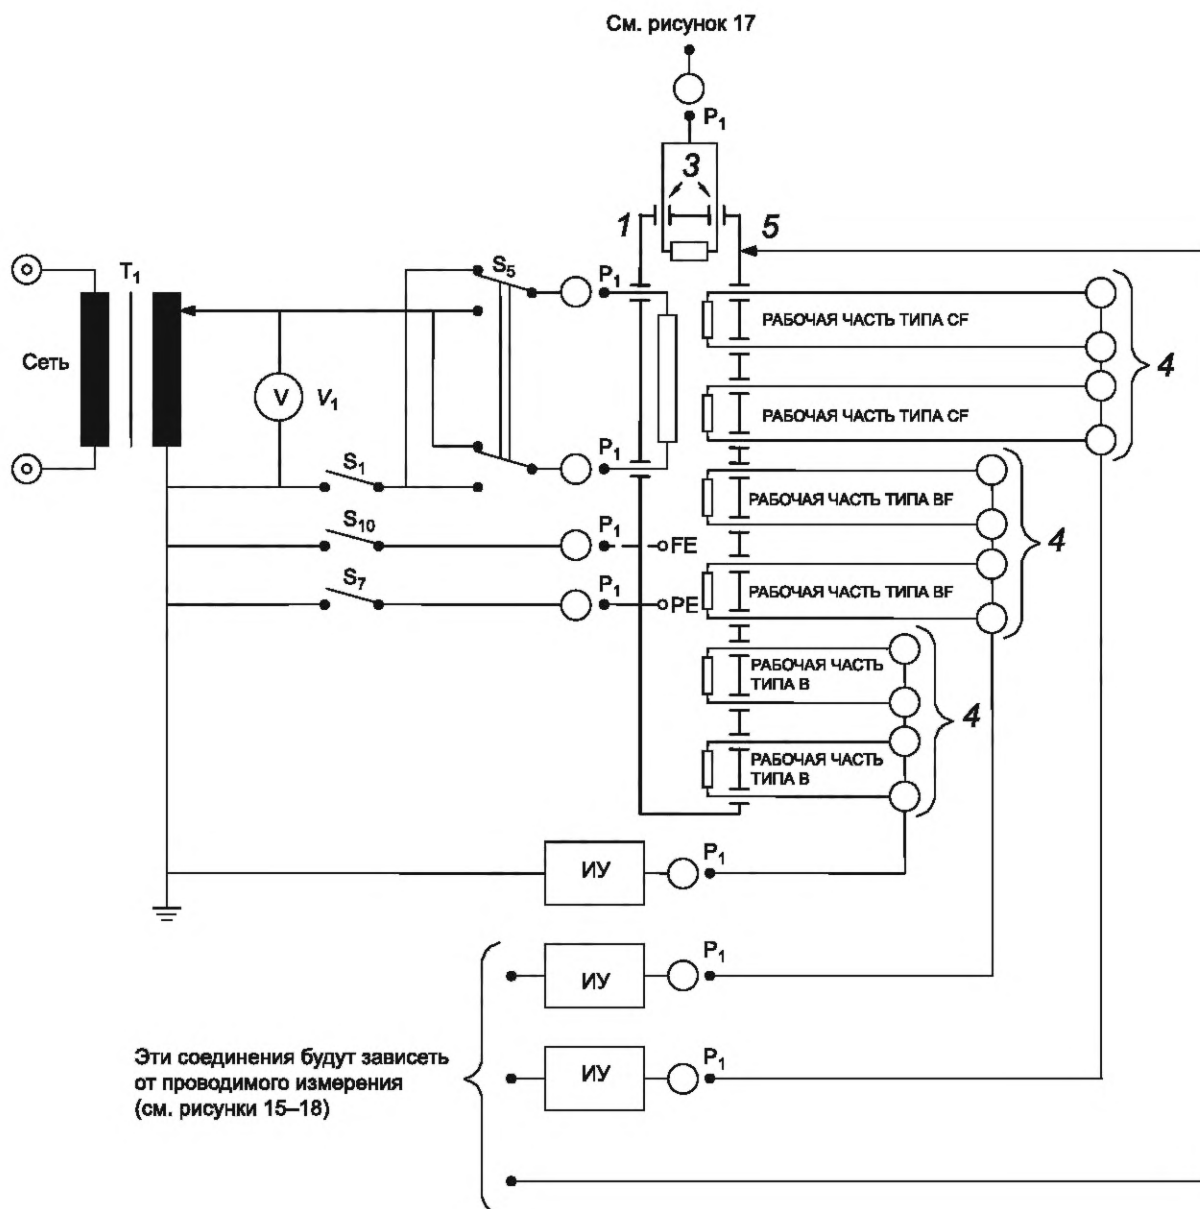 См. рисунок 17
P1
3
1
5
T1
S5
P1
4
РАБОЧАЯ ЧАСТЬ ТИПА CF
Сеть
V
V1
РАБОЧАЯ ЧАСТЬ ТИПА CF
S1
P1
РАБОЧАЯ ЧАСТЬ ТИПА BF
4
S10
P1
FE
S7
P1
PE
РАБОЧАЯ ЧАСТЬ ТИПА BF
РАБОЧАЯ ЧАСТЬ
ТИПА B
4
РАБОЧАЯ ЧАСТЬ
ТИПА B
ИУ
P1
ИУ
P1
ИУ
P1
Эти соединения будут зависеть
от проводимого измерения
(см. рисунки 15–18)